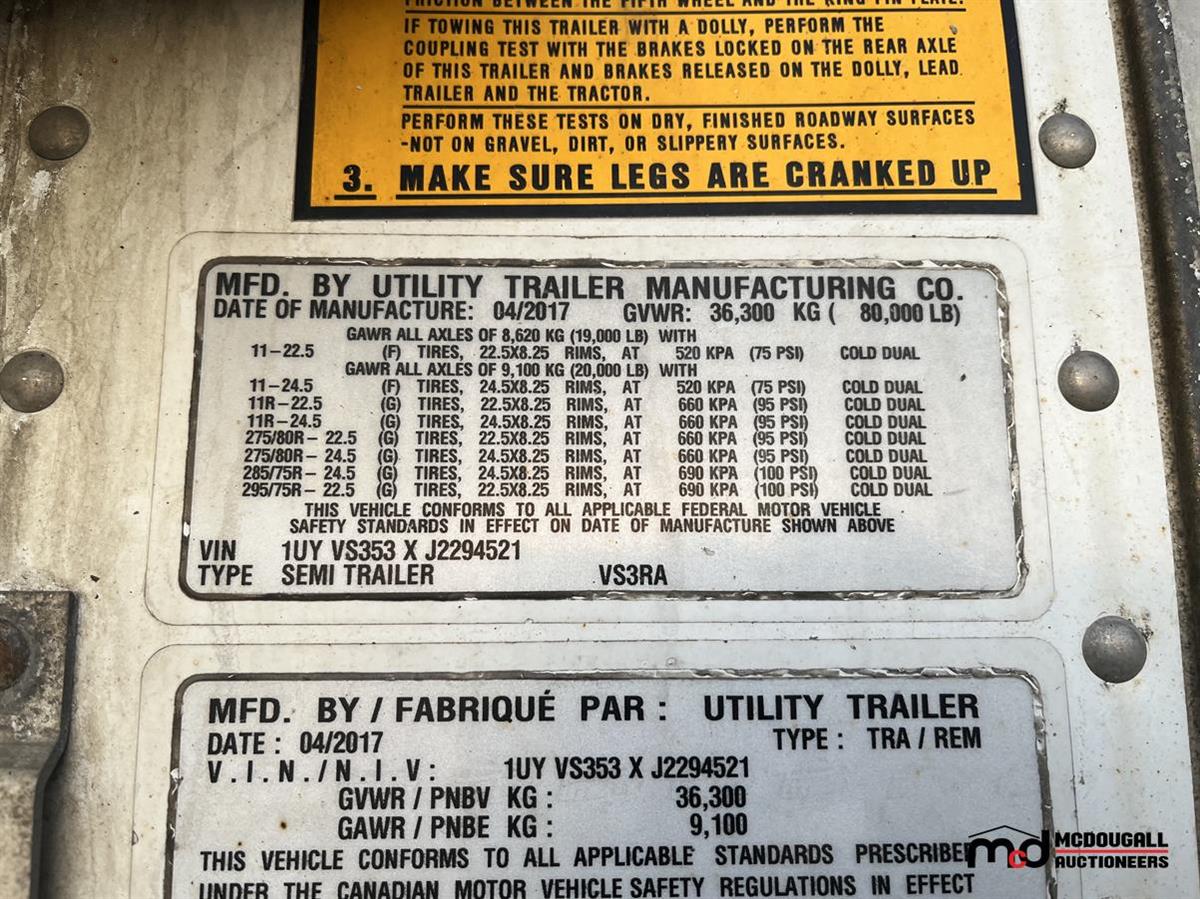 FRICTION BETWEEN THE FIFTH WHEEL AND THE KING PIN PLATE.
IF TOWING THIS TRAILER WITH A DOLLY, PERFORM THE
COUPLING TEST WITH THE BRAKES LOCKED ON THE REAR AXLE
OF THIS TRAILER AND BRAKES RELEASED ON THE DOLLY, LEAD
TRAILER AND THE TRACTOR.
PERFORM THESE TESTS ON DRY, FINISHED ROADWAY SURFACES
-NOT ON GRAVEL, DIRT, OR SLIPPERY SURFACES.
3. MAKE SURE LEGS ARE CRANKED UP
MFD. BY UTILITY TRAILER MANUFACTURING CO.
DATE OF MANUFACTURE: 04/2017 GVWR: 36,300 KG ( 80,000 LB)
GAWR ALL AXLES OF 8,620 KG (19,000 LB) WITH
11-22.5 (F) TIRES, 22.5X8.25 RIMS, AT 520 KPA (75 PSI) COLD DUAL
GAWR ALL AXLES OF 9,100 KG (20,000 LB) WITH
11-24.5 (F) TIRES, 24.5X8.25 RIMS, AT 520 KPA (75 PSI) COLD DUAL
11R-22.5 (G) TIRES, 22.5X8.25 RIMS, AT 660 KPA (95 PSI) COLD DUAL
11R-24.5 (G) TIRES, 24.5X8.25 RIMS, AT 660 KPA (95 PSI) COLD DUAL
275/80R- 22.5 (G) TIRES, 22.5X8.25 RIMS, AT 660 KPA (95 PSI) COLD DUAL
275/80R- 24.5 (G) TIRES, 24.5X8.25 RIMS, AT 660 KPA (95 PSI) COLD DUAL
285/75R- 24.5 (G) TIRES, 24.5X8.25 RIMS, AT 690 KPA (100 PSI) COLD DUAL
295/75R- 22.5 (G) TIRES, 22.5X8.25 RIMS, AT 690 KPA (100 PSI) COLD DUAL
THIS VEHICLE CONFORMS TO ALL APPLICABLE FEDERAL MOTOR VEHICLE
SAFETY STANDARDS IN EFFECT ON DATE OF MANUFACTURE SHOWN ABOVE
VIN 1UY VS353 X J2294521
TYPE SEMI TRAILER VS3RA
MFD. BY / FABRIQUÉ PAR : UTILITY TRAILER
DATE : 04/2017 TYPE : TRA / REM
V.I.N./N.I.V: 1UY VS353 X J2294521
GVWR / PNBV KG : 36,300
GAWR / PNBE KG : 9,100
THIS VEHICLE CONFORMS TO ALL APPLICABLE STANDARDS PRESCRIBED
UNDER THE CANADIAN MOTOR VEHICLE SAFETY REGULATIONS IN EFFECT
mcD MCDOUGALL
AUCTIONEERS